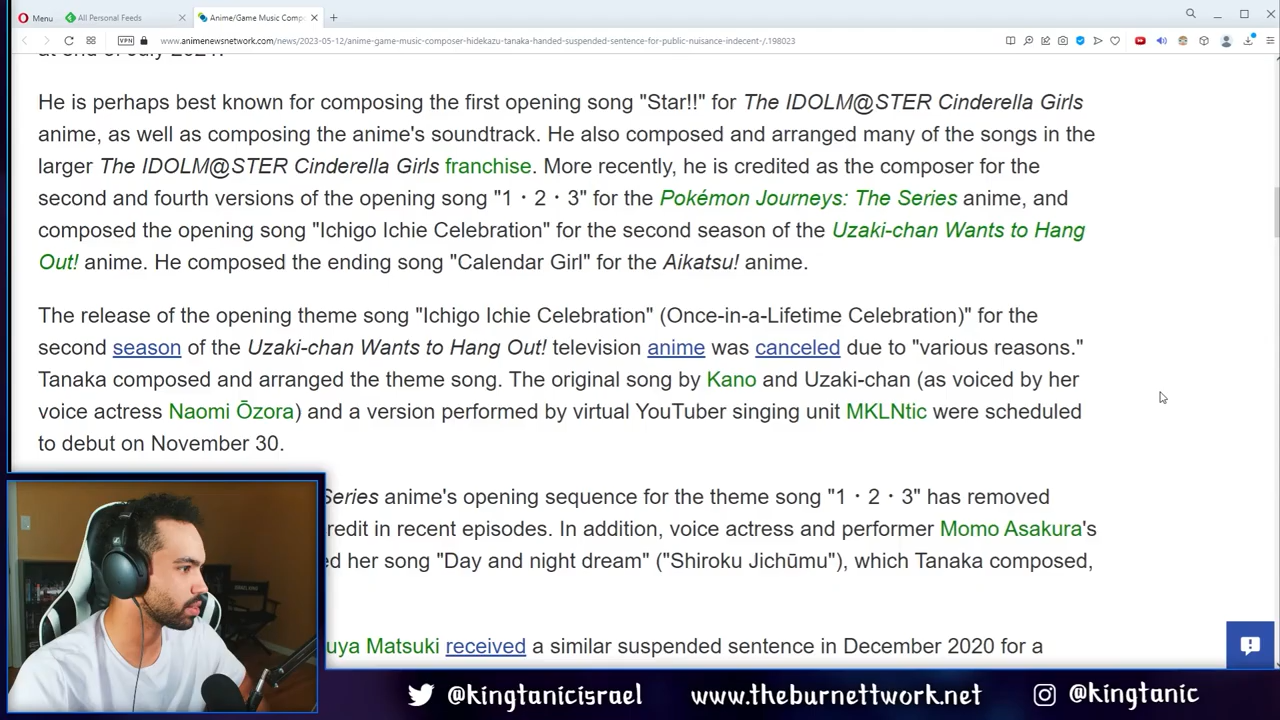 Menu
All Personal Feeds
Anime/Game Music Comp
VPN
www.animenewsnetwork.com/news/2023-05-12/anime-game-music-composer-hidekazu-tanaka-handed-suspended-sentence-for-public-nuisance-indecent-/.198023
at end of July 2021.
He is perhaps best known for composing the first opening song "Star!!" for The IDOLM@STER Cinderella Girls
anime, as well as composing the anime's soundtrack. He also composed and arranged many of the songs in the
larger The IDOLM@STER Cinderella Girls franchise. More recently, he is credited as the composer for the
second and fourth versions of the opening song "1・2・3" for the Pokémon Journeys: The Series anime, and
composed the opening song "Ichigo Ichie Celebration" for the second season of the Uzaki-chan Wants to Hang
Out! anime. He composed the ending song "Calendar Girl" for the Aikatsu! anime.
The release of the opening theme song "Ichigo Ichie Celebration" (Once-in-a-Lifetime Celebration)" for the
second season of the Uzaki-chan Wants to Hang Out! television anime was canceled due to "various reasons."
Tanaka composed and arranged the theme song. The original song by Kano and Uzaki-chan (as voiced by her
voice actress Naomi Ōzora) and a version performed by virtual YouTuber singing unit MKLNtic were scheduled
to debut on November 30.
Series anime's opening sequence for the theme song "1・2・3" has removed
redit in recent episodes. In addition, voice actress and performer Momo Asakura's
ed her song "Day and night dream" ("Shiroku Jichūmu"), which Tanaka composed,
uya Matsuki received a similar suspended sentence in December 2020 for a
@kingtanicisrael
www.theburnettwork.net
@kingtanic